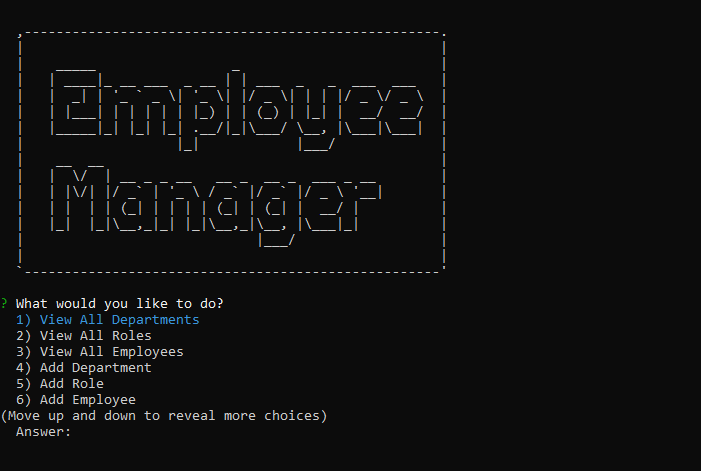 Employee
Manager
? What would you like to do?
1) View All Departments
2) View All Roles
3) View All Employees
4) Add Department
5) Add Role
6) Add Employee
(Move up and down to reveal more choices)
Answer: